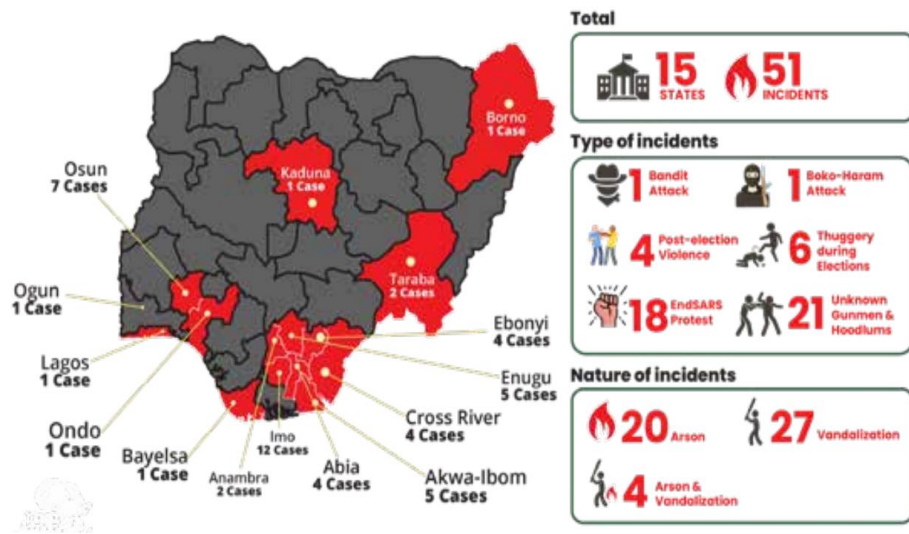 Total
15
STATES
51
INCIDENTS
Type of incidents
1 Bandit
Attack
1 Boko-Haram
Attack
4 Post-election
Violence
6 Thuggery
during
Elections
18 EndSARS
Protest
21 Unknown
Gunmen &
Hoodlums
Nature of incidents
20 Arson
27 Vandalization
4 Arson &
Vandalization
Borno
1 Case
Kaduna
1 Case
Taraba
2 Cases
Osun
7 Cases
Ogun
1 Case
Lagos
1 Case
Ondo
1 Case
Bayelsa
1 Case
Anambra
2 Cases
Imo
12 Cases
Abia
4 Cases
Akwa-Ibom
5 Cases
Cross River
4 Cases
Enugu
5 Cases
Ebonyi
4 Cases